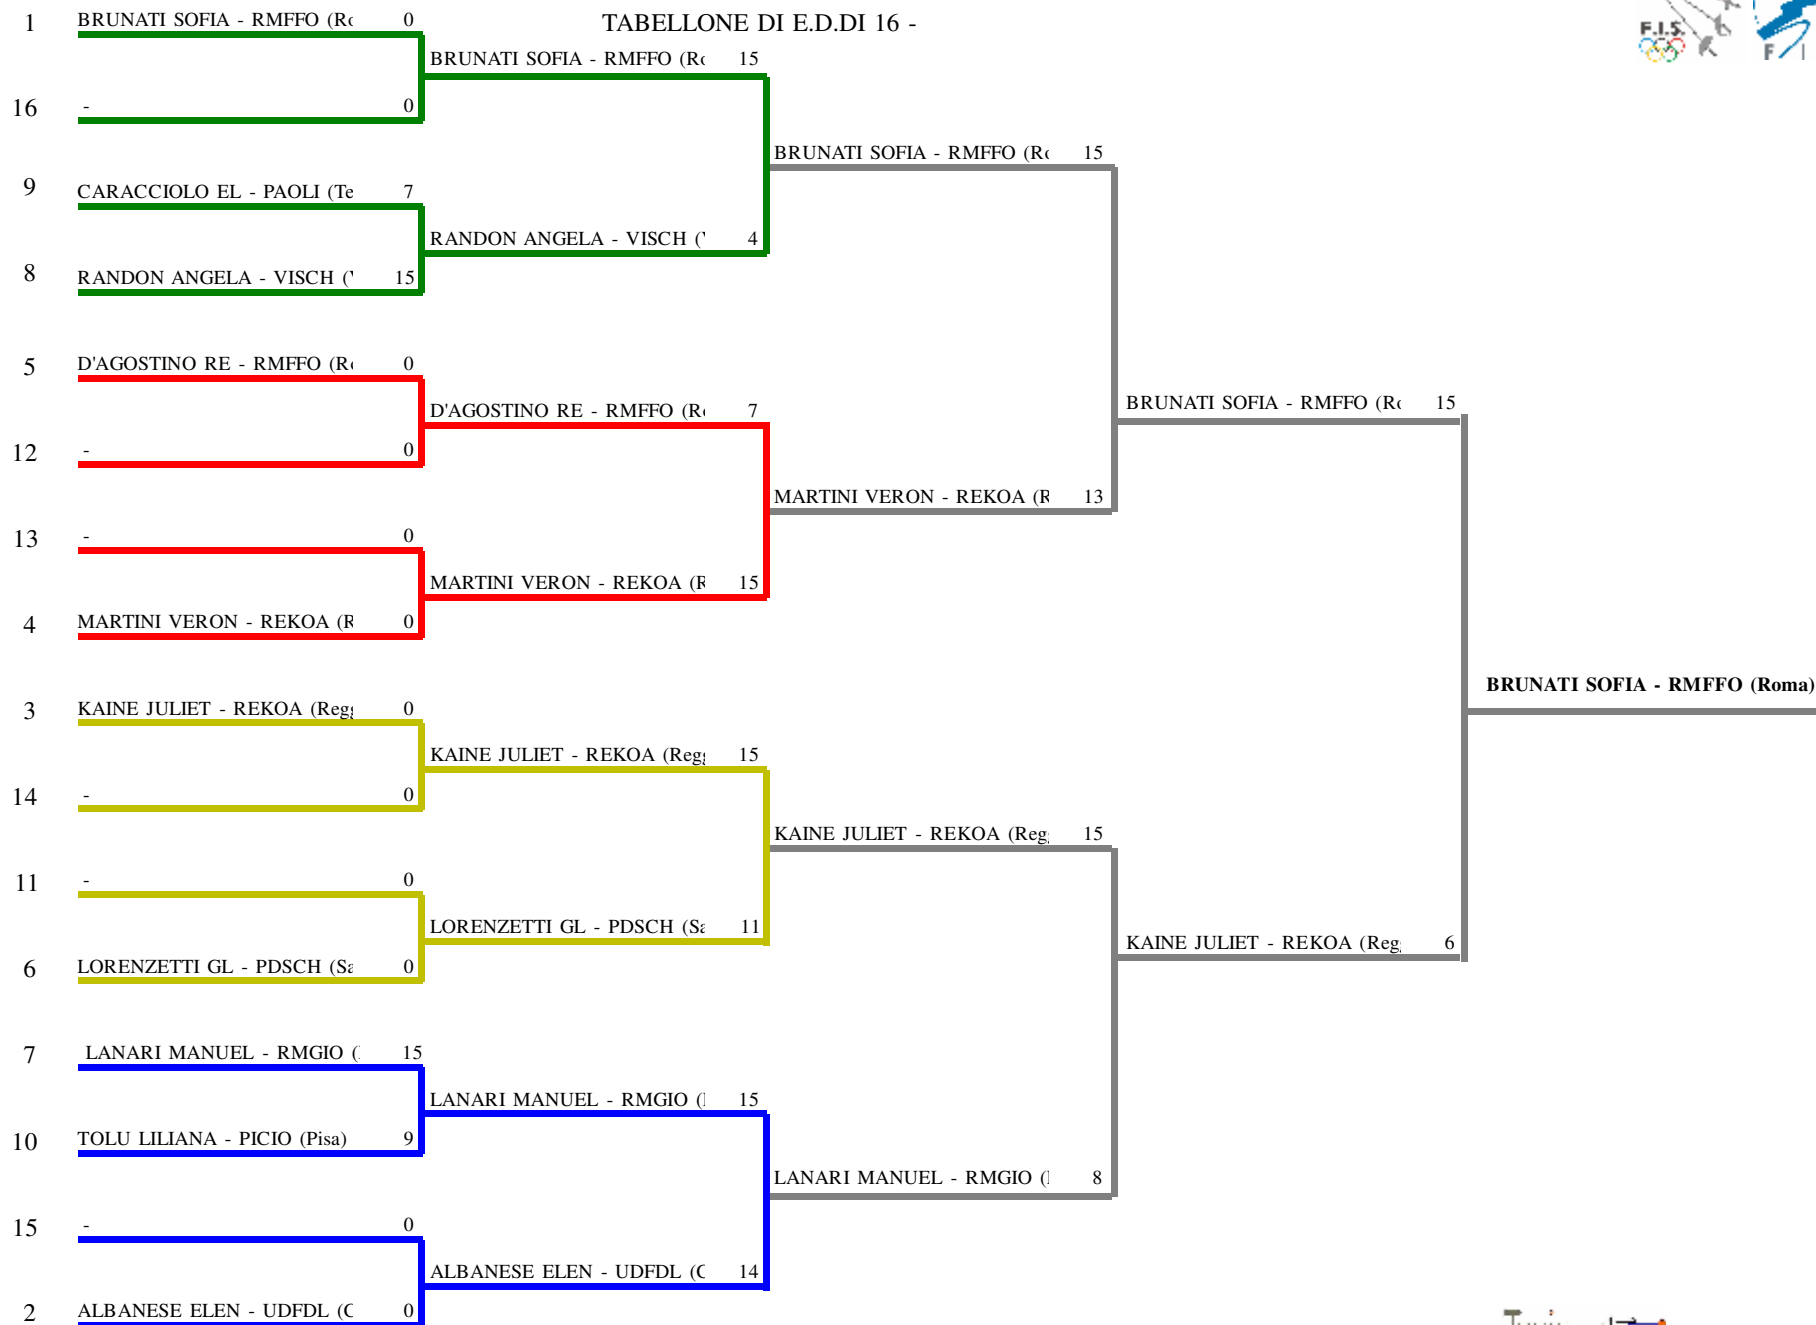 TABELLONE DI E.D.DI 16 -
F.I.S.
F I
1 BRUNATI SOFIA - RMFFO 0
BRUNATI SOFIA - RMFFO 15
16 - 0
BRUNATI SOFIA - RMFFO 15
9 CARACCIOLO EL - PAOLI (Te 7
RANDON ANGELA - VISCH 4
8 RANDON ANGELA - VISCH 15
5 D'AGOSTINO RE - RMFFO 0
BRUNATI SOFIA - RMFFO 15
D'AGOSTINO RE - RMFFO 7
12 - 0
MARTINI VERON - REKOA (R 13
13 - 0
MARTINI VERON - REKOA (R 15
4 MARTINI VERON - REKOA (R 0
BRUNATI SOFIA - RMFFO (Roma)
3 KAINE JULIET - REKOA (Reg 0
KAINE JULIET - REKOA (Reg 15
14 - 0
KAINE JULIET - REKOA (Reg 15
11 - 0
LORENZETTI GL - PDSCH 11
KAINE JULIET - REKOA (Reg 6
6 LORENZETTI GL - PDSCH 0
7 LANARI MANUEL - RMGIO ( 15
LANARI MANUEL - RMGIO ( 15
10 TOLU LILIANA - PICIO (Pisa) 9
LANARI MANUEL - RMGIO ( 8
15 - 0
ALBANESE ELEN - UDFDL 14
2 ALBANESE ELEN - UDFDL 0